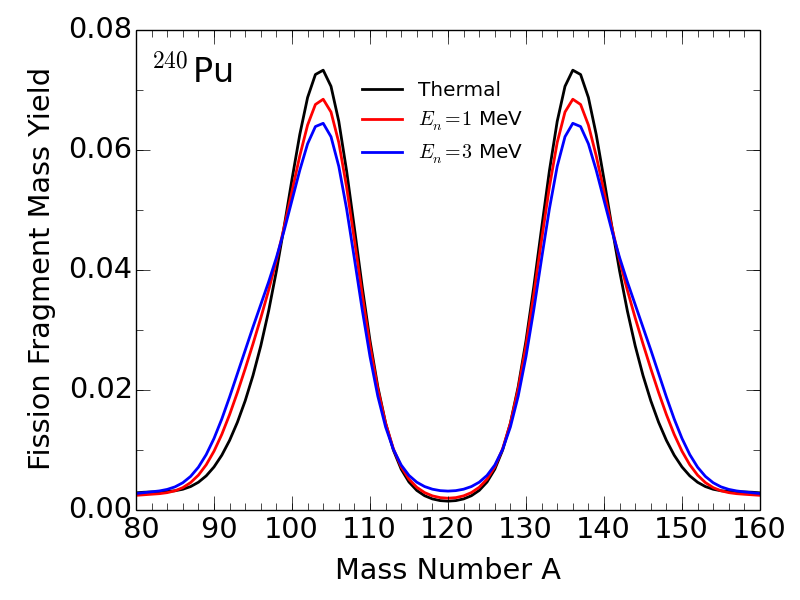 0.08
0.06
0.04
0.02
0.00
Fission Fragment Mass Yield
²⁴⁰Pu
Thermal
Eₙ=1 MeV
Eₙ=3 MeV
80 90 100 110 120 130 140 150 160
Mass Number A